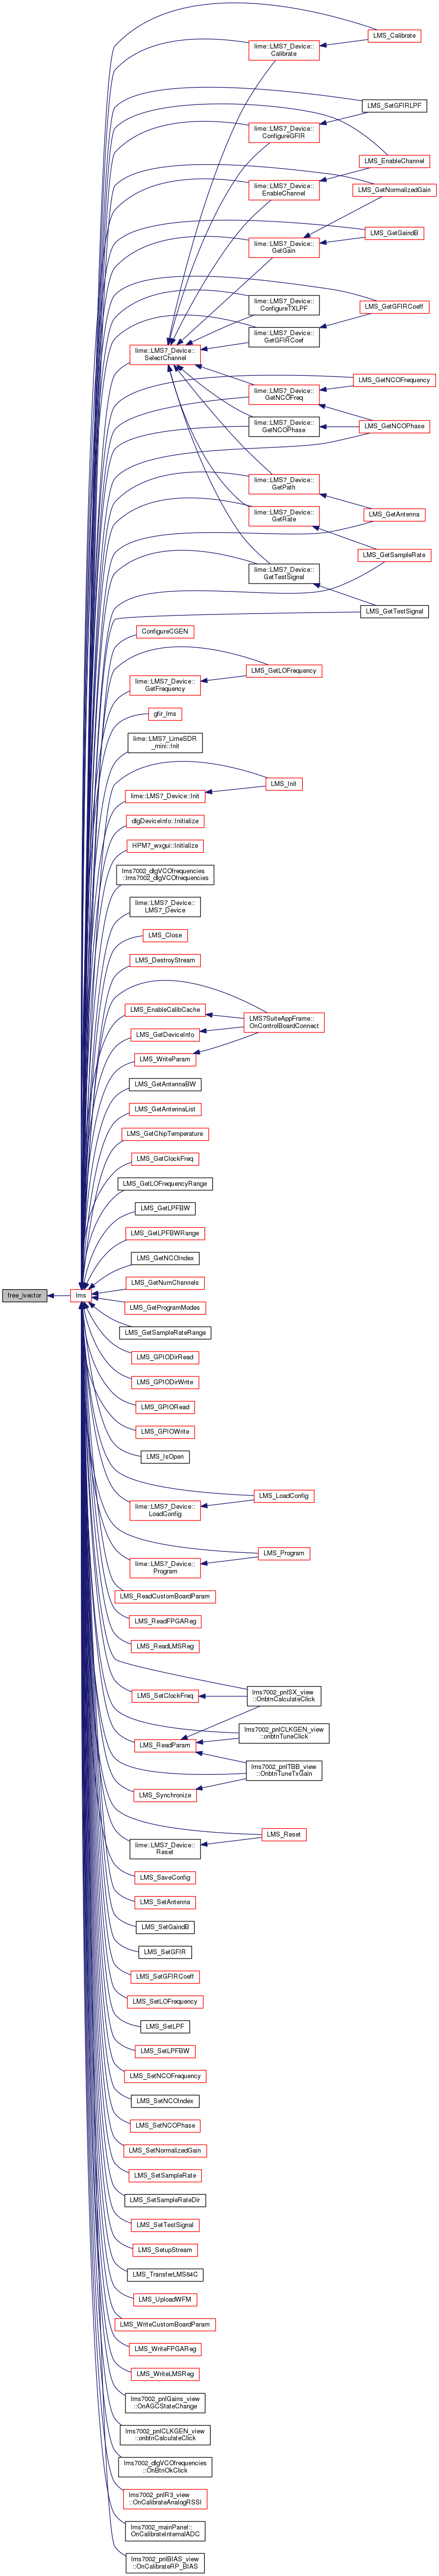 LMS_Calibrate
lime::LMS7_Device::
Calibrate
LMS_SetGFIRLPF
lime::LMS7_Device::
ConfigureGFIR
LMS_EnableChannel
lime::LMS7_Device::
EnableChannel
LMS_GetNormalizedGain
LMS_GetGaindB
lime::LMS7_Device::
GetGain
lime::LMS7_Device::
ConfigureTXLPF
LMS_GetGFIRCoeff
lime::LMS7_Device::
GetGFIRCoef
lime::LMS7_Device::
SelectChannel
LMS_GetNCOFrequency
lime::LMS7_Device::
GetNCOFreq
lime::LMS7_Device::
GetNCOPhase
LMS_GetNCOPhase
lime::LMS7_Device::
GetPath
lime::LMS7_Device::
GetRate
LMS_GetAntenna
LMS_GetSampleRate
lime::LMS7_Device::
GetTestSignal
LMS_GetTestSignal
ConfigureCGEN
LMS_GetLOFrequency
lime::LMS7_Device::
GetFrequency
gfir_lms
lime::LMS7_LimeSDR
_mini::Init
LMS_Init
lime::LMS7_Device::Init
dlgDeviceInfo::Initialize
HPM7_wxgui::Initialize
lms7002_dlgVCOfrequencies
::lms7002_dlgVCOfrequencies
lime::LMS7_Device::
LMS7_Device
LMS_Close
LMS_DestroyStream
LMS_EnableCalibCache
LMS7SuiteAppFrame::
OnControlBoardConnect
LMS_GetDeviceInfo
LMS_WriteParam
LMS_GetAntennaBW
LMS_GetAntennaList
LMS_GetChipTemperature
LMS_GetClockFreq
LMS_GetLOFrequencyRange
LMS_GetLPFBW
LMS_GetLPFBWRange
LMS_GetNCOIndex
LMS_GetNumChannels
free_ivector
lms
LMS_GetProgramModes
LMS_GetSampleRateRange
LMS_GPIODirRead
LMS_GPIODirWrite
LMS_GPIORead
LMS_GPIOWrite
LMS_IsOpen
LMS_LoadConfig
lime::LMS7_Device::
LoadConfig
LMS_Program
lime::LMS7_Device::
Program
LMS_ReadCustomBoardParam
LMS_ReadFPGAReg
LMS_ReadLMSReg
LMS_SetClockFreq
lms7002_pnlSX_view
::OnbtnCalculateClick
lms7002_pnlCLKGEN_view
::onbtnTuneClick
LMS_ReadParam
lms7002_pnlTBB_view
::OnbtnTuneTxGain
LMS_Synchronize
LMS_Reset
lime::LMS7_Device::
Reset
LMS_SaveConfig
LMS_SetAntenna
LMS_SetGaindB
LMS_SetGFIR
LMS_SetGFIRCoeff
LMS_SetLOFrequency
LMS_SetLPF
LMS_SetLPFBW
LMS_SetNCOFrequency
LMS_SetNCOIndex
LMS_SetNCOPhase
LMS_SetNormalizedGain
LMS_SetSampleRate
LMS_SetSampleRateDir
LMS_SetTestSignal
LMS_SetupStream
LMS_TransferLMS64C
LMS_UploadWFM
LMS_WriteCustomBoardParam
LMS_WriteFPGAReg
LMS_WriteLMSReg
lms7002_pnlGains_view
::OnAGCStateChange
lms7002_pnlCLKGEN_view
::onbtnCalculateClick
lms7002_dlgVCOfrequencies
::OnBtnOkClick
lms7002_pnlR3_view
::OnCalibrateAnalogRSSI
lms7002_mainPanel::
OnCalibrateInternalADC
lms7002_pnlBIAS_view
::OnCalibrateRP_BIAS